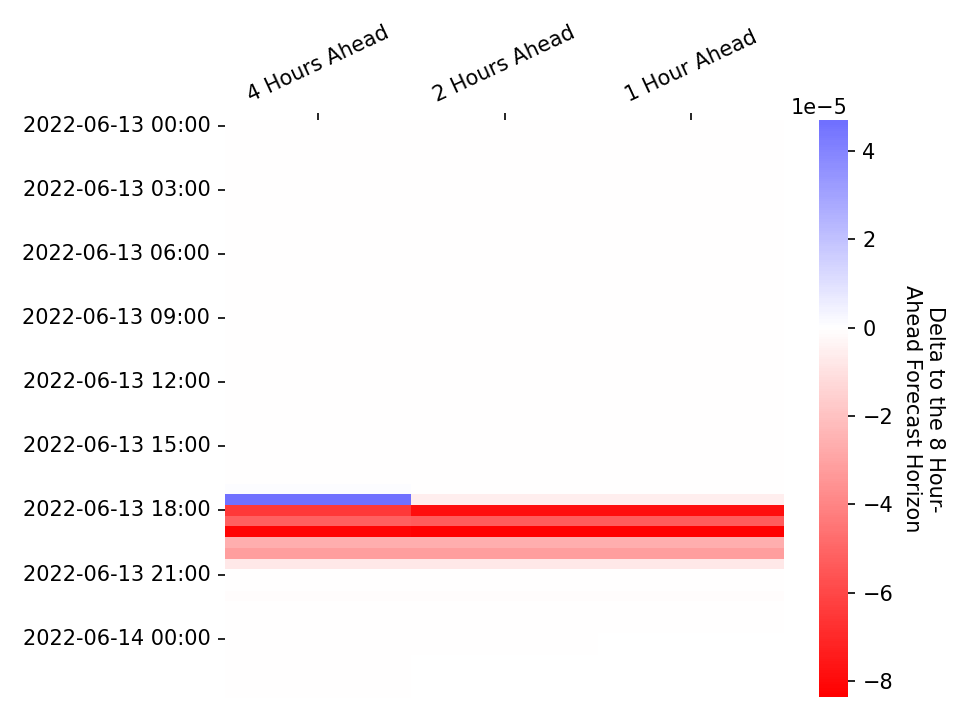 4 Hours Ahead
2 Hours Ahead
1 Hour Ahead
1e−5
2022-06-13 00:00
2022-06-13 03:00
2022-06-13 06:00
2022-06-13 09:00
2022-06-13 12:00
2022-06-13 15:00
2022-06-13 18:00
2022-06-13 21:00
2022-06-14 00:00
4
2
0
−2
−4
−6
−8
Delta to the 8 Hour-
Ahead Forecast Horizon